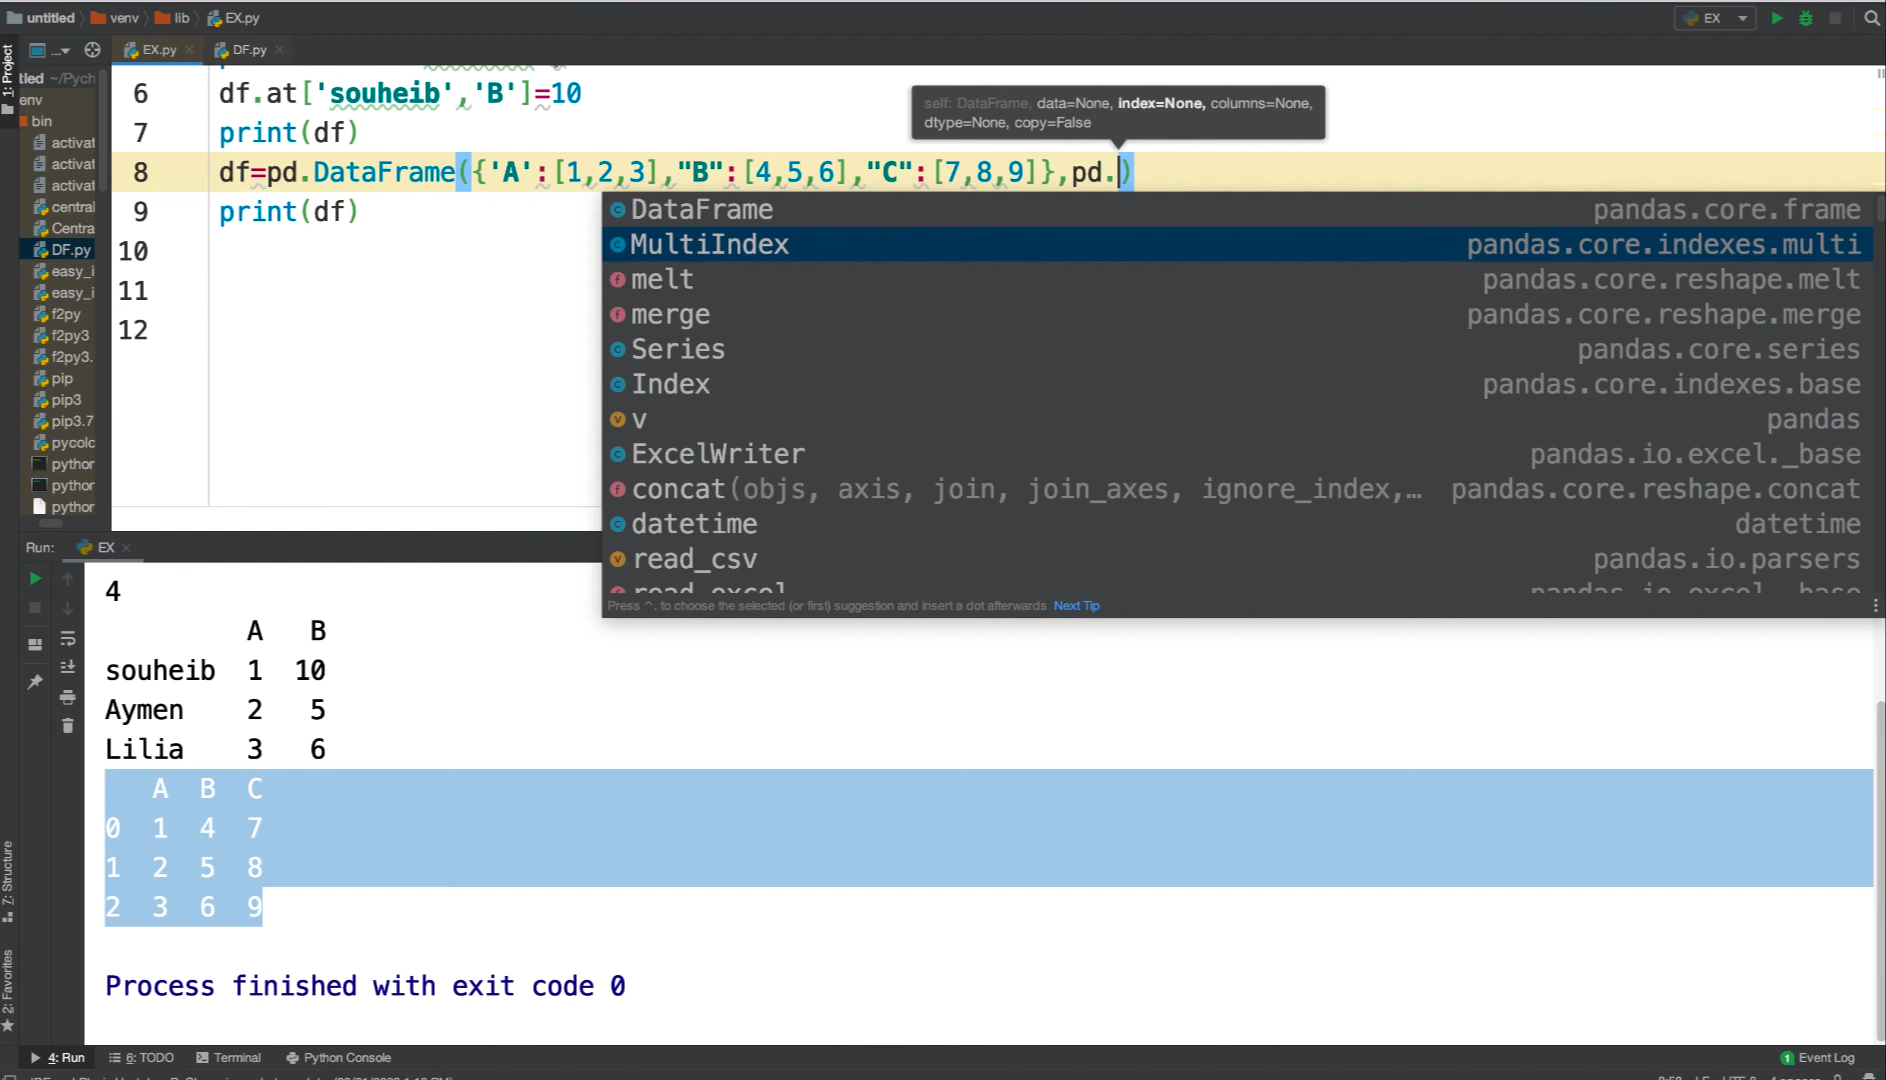 untitled venv lib EX.py
EX
... EX.py DF.py
1: Project
~/Pych
bin
activat
activat
activat
central
Centra
DF.py
easy_i
easy_i
f2py
f2py3
f2py3.
pip
pip3
pip3.7
pycolo
python
python
python
6 df.at['souheib','B']=10
7 print(df)
8 df=pd.DataFrame({'A':[1,2,3],"B":[4,5,6],"C":[7,8,9]},pd.)
9 print(df)
10
11
12
self: DataFrame, data=None, index=None, columns=None,
dtype=None, copy=False
DataFrame pandas.core.frame
MultiIndex pandas.core.indexes.multi
melt pandas.core.reshape.melt
merge pandas.core.reshape.merge
Series pandas.core.series
Index pandas.core.indexes.base
v pandas
ExcelWriter pandas.io.excel._base
concat(objs, axis, join, join_axes, ignore_index,… pandas.core.reshape.concat
datetime datetime
read_csv pandas.io.parsers
read_excel pandas.io.excel._base
Press ^. to choose the selected (or first) suggestion and insert a dot afterwards Next Tip
Run: EX
4
A B
souheib 1 10
Aymen 2 5
Lilia 3 6
A B C
0 1 4 7
1 2 5 8
2 3 6 9
Process finished with exit code 0
7: Structure
2: Favorites
4: Run 6: TODO Terminal Python Console
1 Event Log